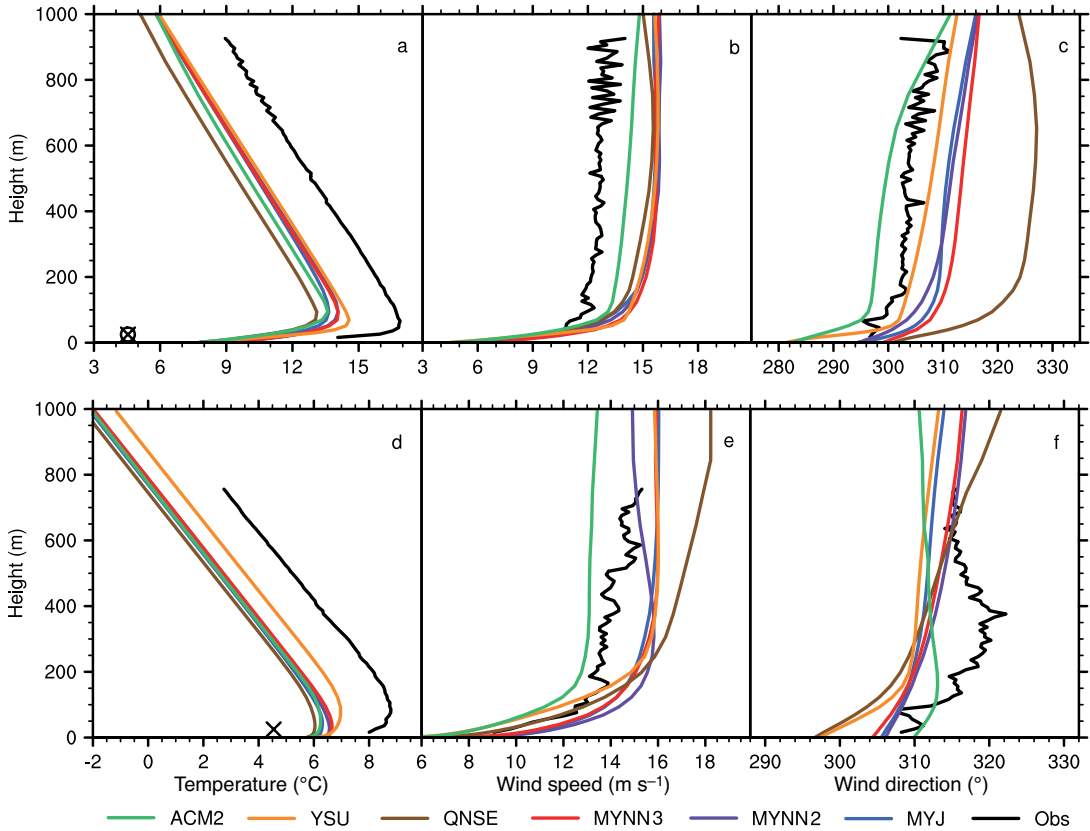 1000
800
600
400
200
0
Height (m)
a
b
c
3 6 9 12 15
3 6 9 12 15 18
280 290 300 310 320 330
1000
800
600
400
200
0
Height (m)
d
e
f
-2 0 2 4 6 8
6 8 10 12 14 16 18
290 300 310 320
Temperature (°C)
Wind speed (m s⁻¹)
Wind direction (°)
ACM2 YSU QNSE MYNN3 MYNN2 MYJ Obs